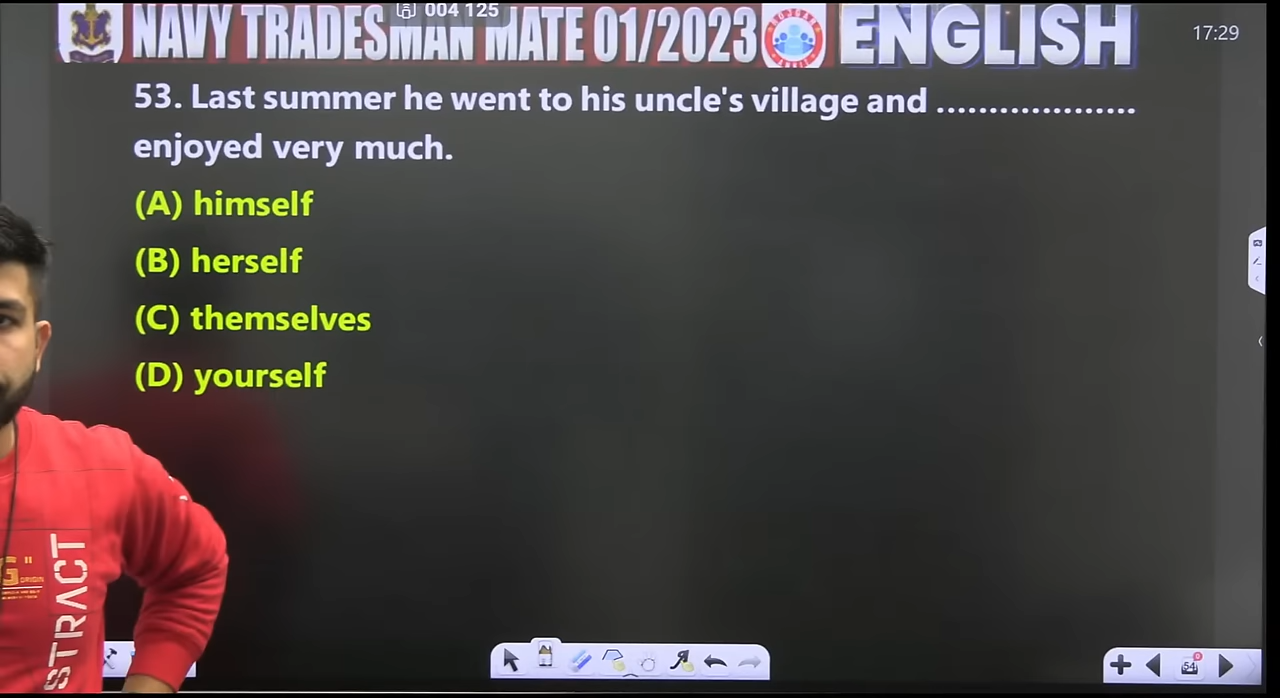 004 125
NAVY TRADESMAN MATE 01/2023 ENGLISH
17:29
53. Last summer he went to his uncle's village and ...................
enjoyed very much.
(A) himself
(B) herself
(C) themselves
(D) yourself
G"
ORIGIN
STRACT
54